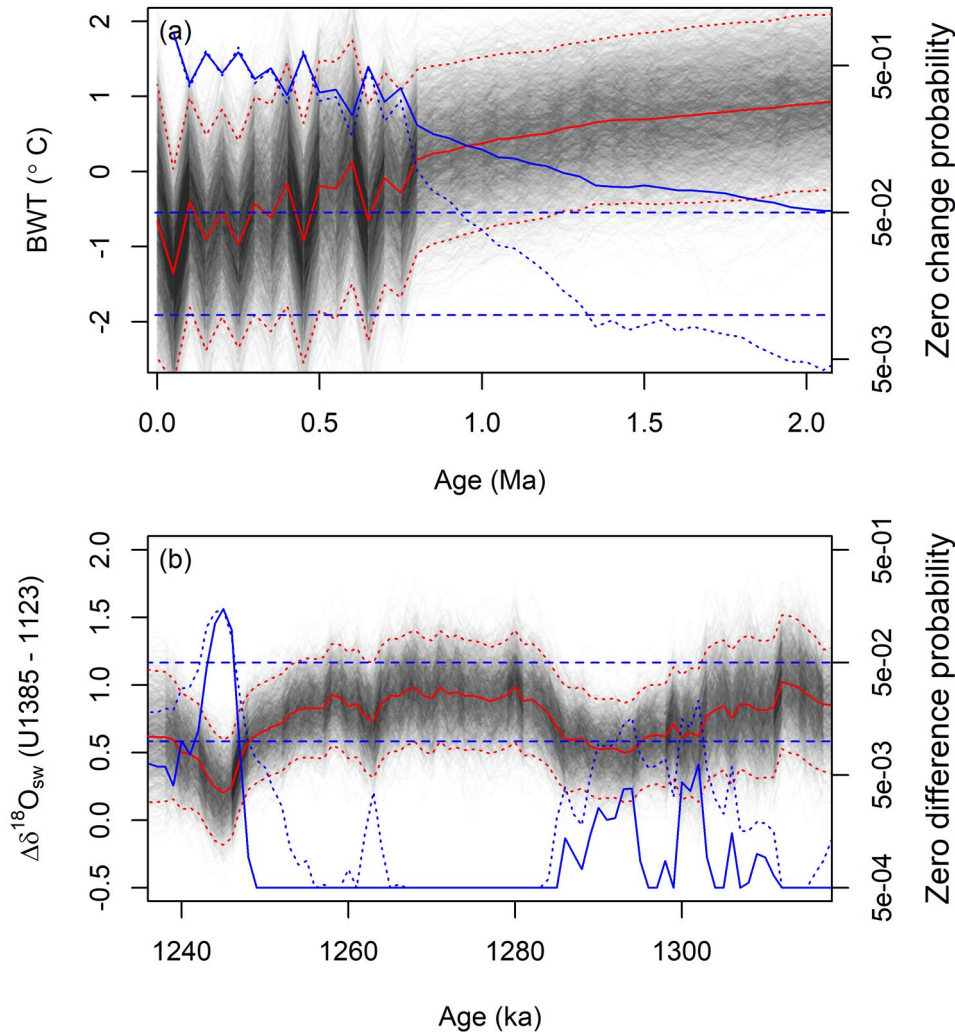 (a)
2
1
0
-1
-2
BWT (° C)
5e-01
5e-02
5e-03
Zero change probability
0.0 0.5 1.0 1.5 2.0
Age (Ma)
(b)
2.0
1.5
1.0
0.5
0.0
-0.5
Δδ¹⁸Osw (U1385 - 1123)
5e-01
5e-02
5e-03
5e-04
Zero difference probability
1240 1260 1280 1300
Age (ka)